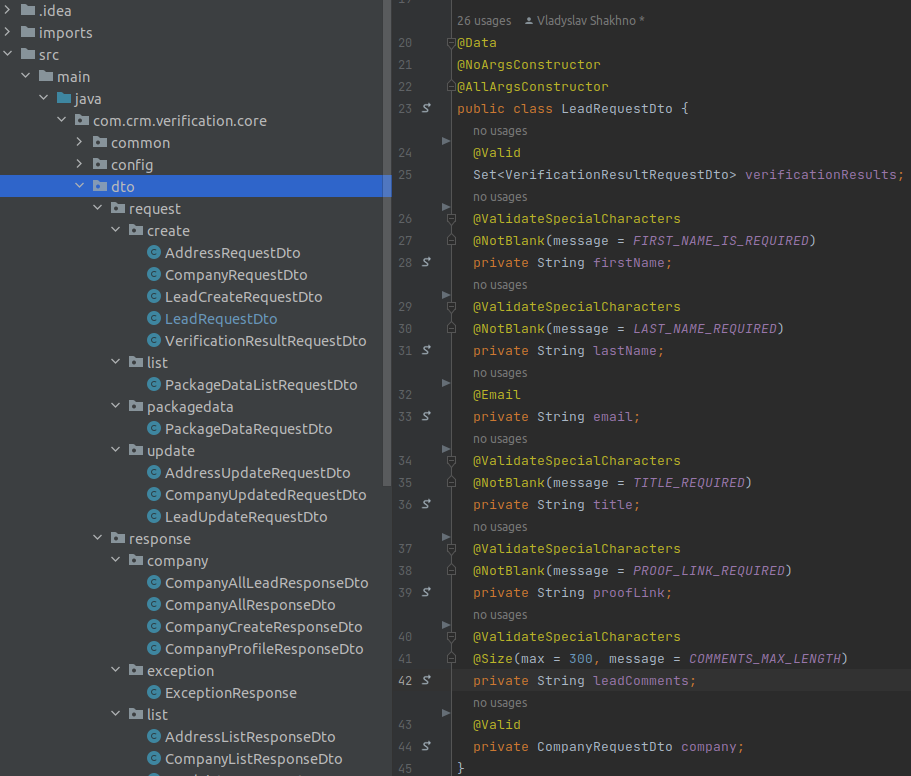 .idea
imports
src
main
java
com.crm.verification.core
common
config
dto
request
create
AddressRequestDto
CompanyRequestDto
LeadCreateRequestDto
LeadRequestDto
VerificationResultRequestDto
list
PackageDataListRequestDto
packagedata
PackageDataRequestDto
update
AddressUpdateRequestDto
CompanyUpdatedRequestDto
LeadUpdateRequestDto
response
company
CompanyAllLeadResponseDto
CompanyAllResponseDto
CompanyCreateResponseDto
CompanyProfileResponseDto
exception
ExceptionResponse
list
AddressListResponseDto
CompanyListResponseDto
26 usages Vladyslav Shakhno *
20 @Data
21 @NoArgsConstructor
22 @AllArgsConstructor
23 public class LeadRequestDto {
no usages
24 @Valid
25 Set<VerificationResultRequestDto> verificationResults;
no usages
26 @ValidateSpecialCharacters
27 @NotBlank(message = FIRST_NAME_IS_REQUIRED)
28 private String firstName;
no usages
29 @ValidateSpecialCharacters
30 @NotBlank(message = LAST_NAME_REQUIRED)
31 private String lastName;
no usages
32 @Email
33 private String email;
no usages
34 @ValidateSpecialCharacters
35 @NotBlank(message = TITLE_REQUIRED)
36 private String title;
no usages
37 @ValidateSpecialCharacters
38 @NotBlank(message = PROOF_LINK_REQUIRED)
39 private String proofLink;
no usages
40 @ValidateSpecialCharacters
41 @Size(max = 300, message = COMMENTS_MAX_LENGTH)
42 private String leadComments;
no usages
43 @Valid
44 private CompanyRequestDto company;
45 }